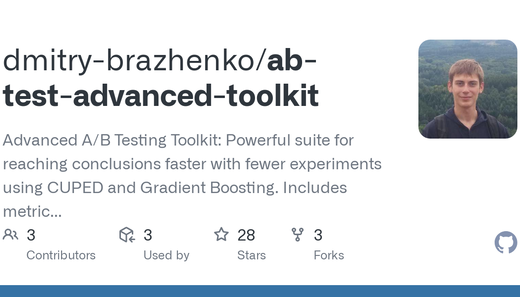 dmitry-brazhenko/ab-
test-advanced-toolkit
Advanced A/B Testing Toolkit: Powerful suite for
reaching conclusions faster with fewer experiments
using CUPED and Gradient Boosting. Includes
metric...
3 3 28 3
Contributors Used by Stars Forks